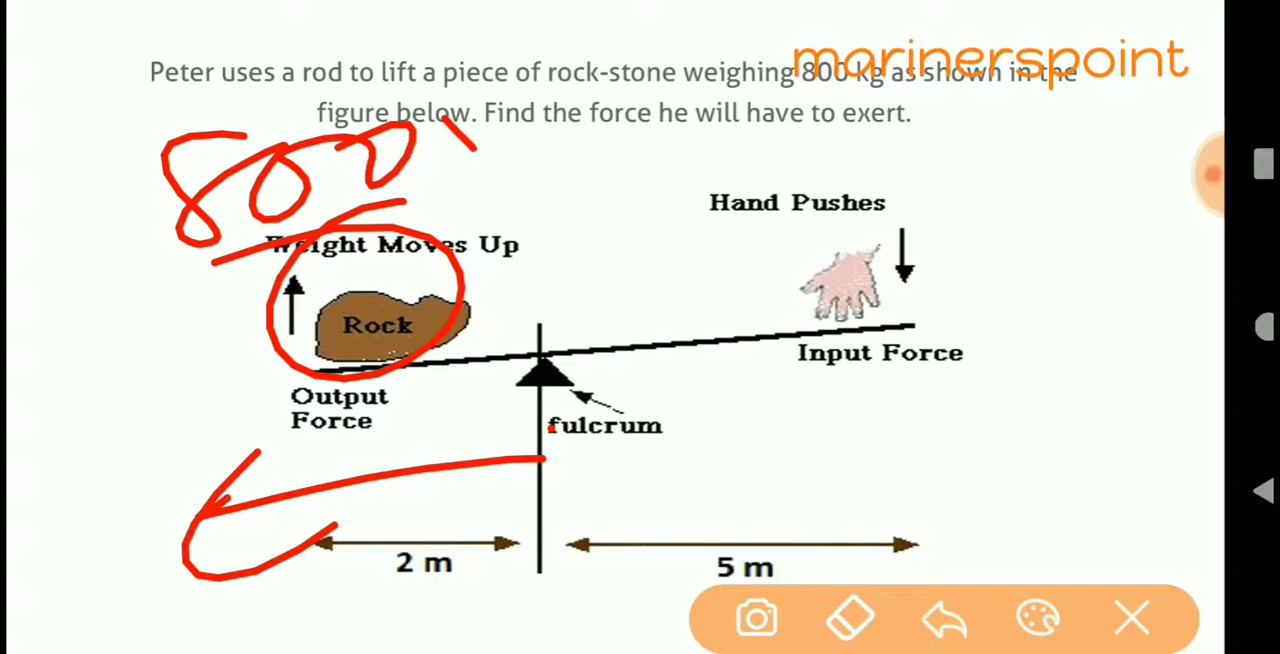 marinerspoint
Peter uses a rod to lift a piece of rock-stone weighing 800 kg as shown in the
figure below. Find the force he will have to exert.
800
Hand Pushes
Weight Moves Up
Rock
Input Force
Output
Force
fulcrum
2 m
5 m